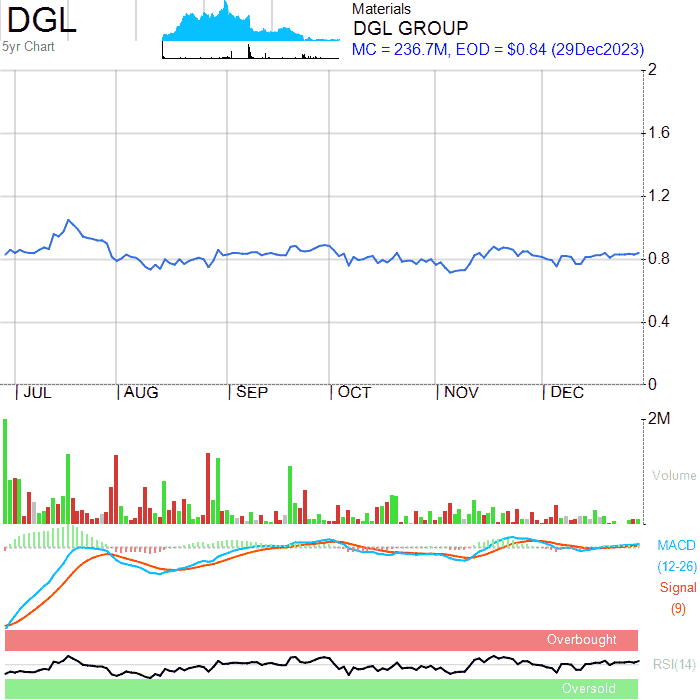 DGL
5yr Chart
Materials
DGL GROUP
MC = 236.7M, EOD = $0.84 (29Dec2023)
2
1.6
1.2
0.8
0.4
0
JUL AUG SEP OCT NOV DEC
2M
Volume
MACD
(12-26)
Signal
(9)
Overbought
RSI(14)
Oversold